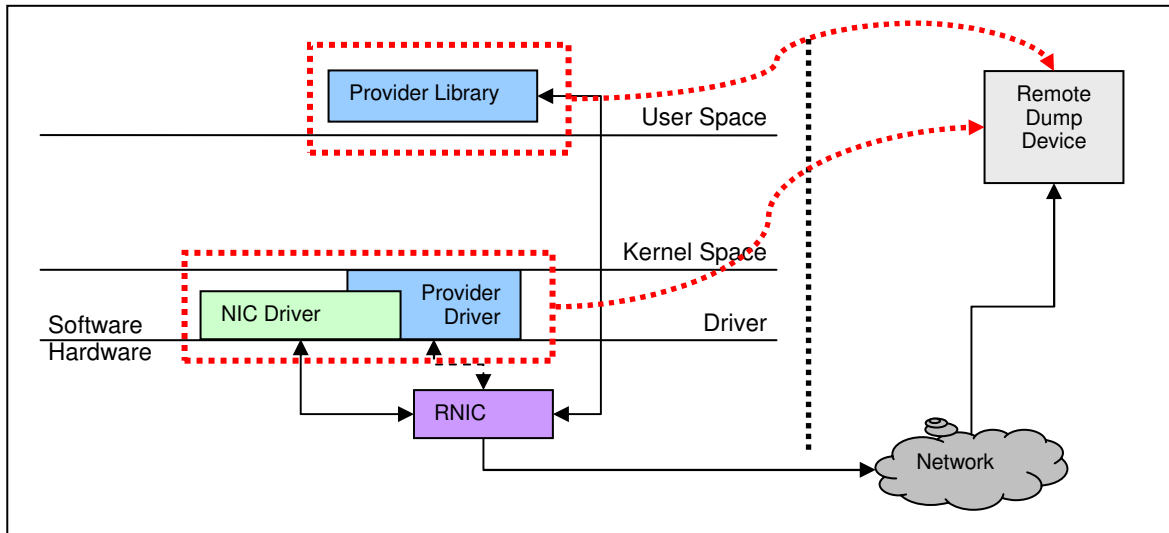 Provider Library
User Space
Remote
Dump
Device
Kernel Space
Provider
Driver
NIC Driver
Driver
Software
Hardware
RNIC
Network